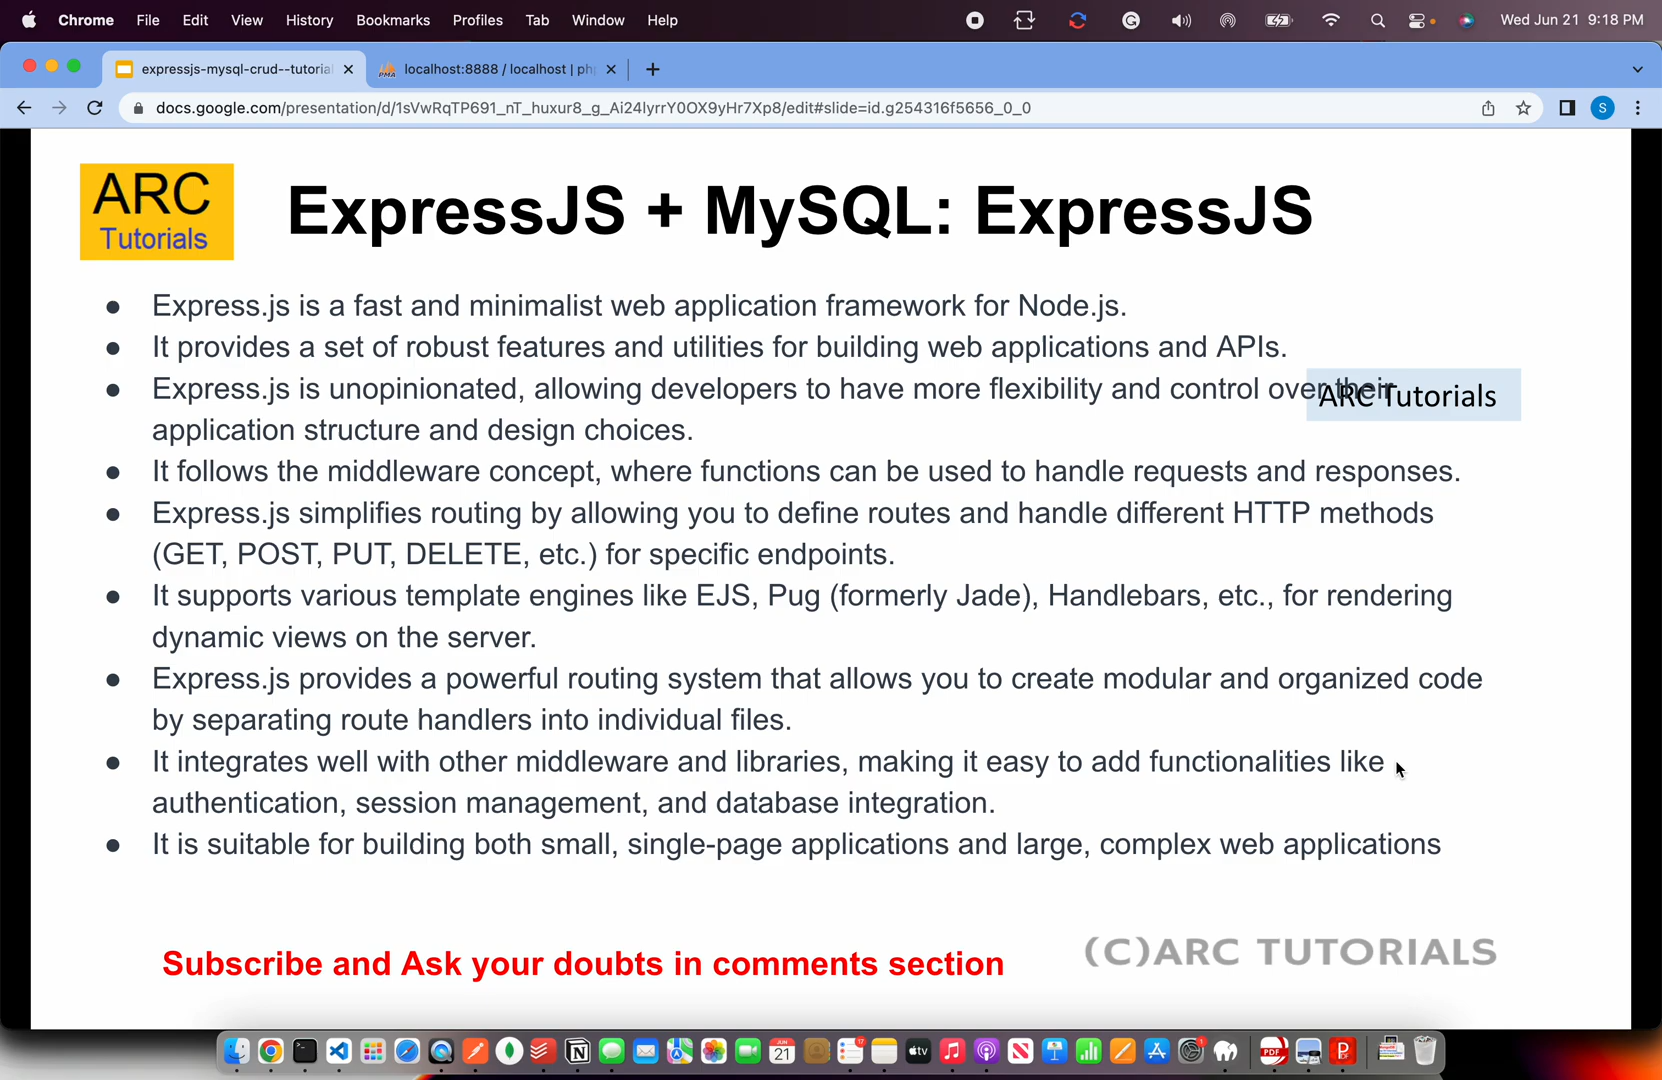 Chrome File Edit View History Bookmarks Profiles Tab Window Help
Wed Jun 21 9:18 PM
expressjs-mysql-crud--tutorial
localhost:8888 / localhost | ph
docs.google.com/presentation/d/1sVwRqTP691_nT_huxur8_g_Ai24lyrrY0OX9yHr7Xp8/edit#slide=id.g254316f5656_0_0
S
ARC
Tutorials
ExpressJS + MySQL: ExpressJS
● Express.js is a fast and minimalist web application framework for Node.js.
● It provides a set of robust features and utilities for building web applications and APIs.
● Express.js is unopinionated, allowing developers to have more flexibility and control over their
ARC Tutorials
application structure and design choices.
● It follows the middleware concept, where functions can be used to handle requests and responses.
● Express.js simplifies routing by allowing you to define routes and handle different HTTP methods
(GET, POST, PUT, DELETE, etc.) for specific endpoints.
● It supports various template engines like EJS, Pug (formerly Jade), Handlebars, etc., for rendering
dynamic views on the server.
● Express.js provides a powerful routing system that allows you to create modular and organized code
by separating route handlers into individual files.
● It integrates well with other middleware and libraries, making it easy to add functionalities like
authentication, session management, and database integration.
● It is suitable for building both small, single-page applications and large, complex web applications
Subscribe and Ask your doubts in comments section
(C)ARC TUTORIALS
JUN
21
17
tv
1
PDF